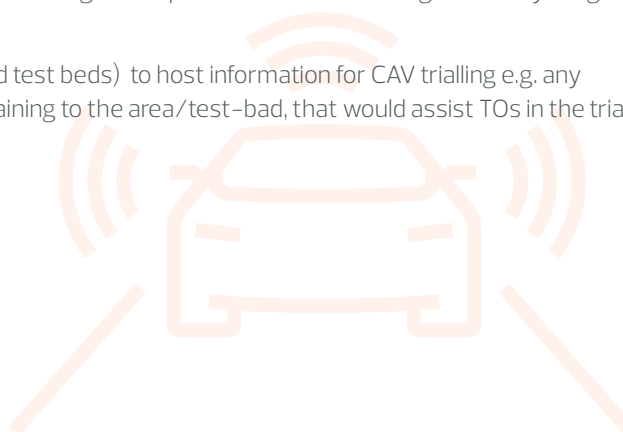 d test beds) to host information for CAV trialling e.g. any
aining to the area/test-bad, that would assist TOs in the tria